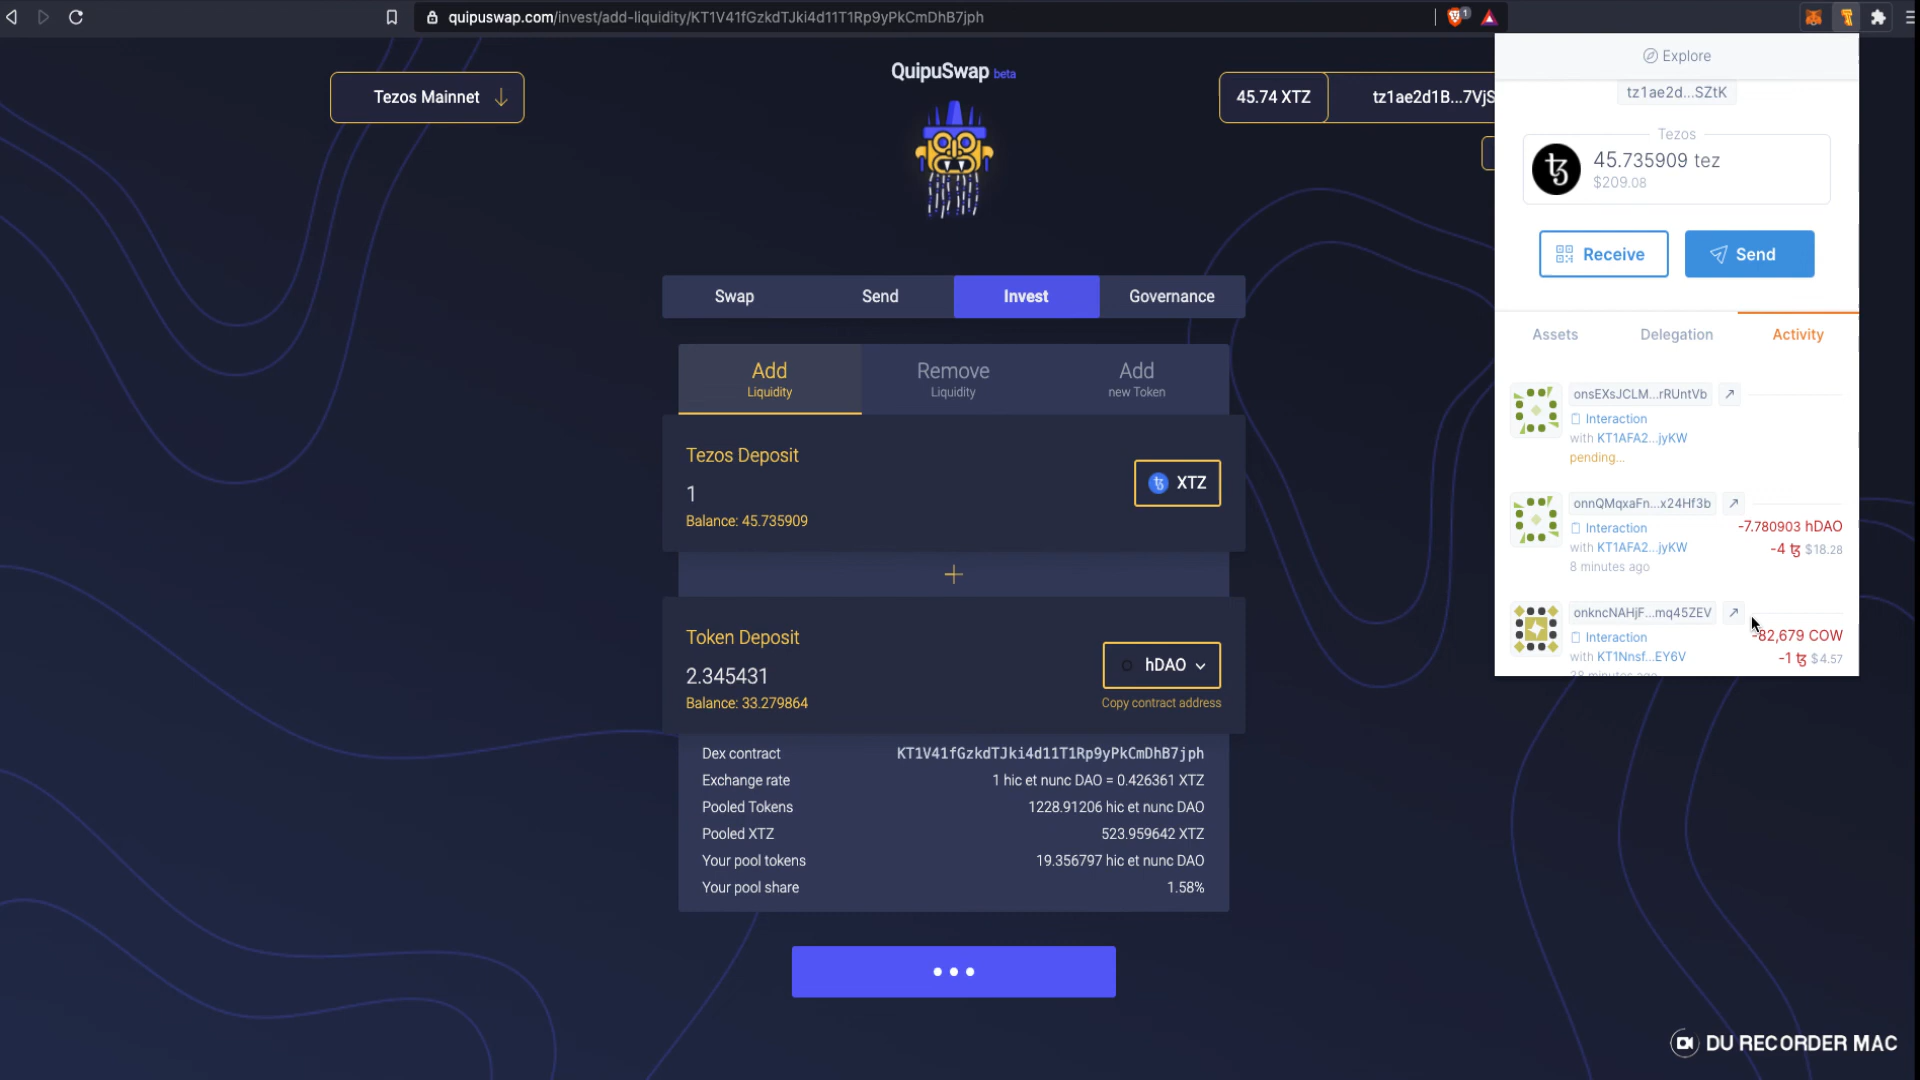 quipuswap.com/invest/add-liquidity/KT1V41fGzkdTJki4d11T1Rp9yPkCmDhB7jph
1
Explore
QuipuSwap beta
Tezos Mainnet
45.74 XTZ
tz1ae2d1B...7VjS
tz1ae2d...SZtK
Tezos
45.735909 tez
$209.08
Receive
Send
Swap
Send
Invest
Governance
Assets
Delegation
Activity
Add
Liquidity
Remove
Liquidity
Add
new Token
Tezos Deposit
1
Balance: 45.735909
XTZ
Token Deposit
2.345431
Balance: 33.279864
hDAO
Copy contract address
Dex contract
KT1V41fGzkdTJki4d11T1Rp9yPkCmDhB7jph
Exchange rate
1 hic et nunc DAO = 0.426361 XTZ
Pooled Tokens
1228.91206 hic et nunc DAO
Pooled XTZ
523.959642 XTZ
Your pool tokens
19.356797 hic et nunc DAO
Your pool share
1.58%
onsEXsJCLM...rRUntVb
Interaction
with KT1AFA2...jyKW
pending...
onnQMqxaFn...x24Hf3b
Interaction
-7.780903 hDAO
with KT1AFA2...jyKW
-4 ꜩ $18.28
8 minutes ago
onkncNAHjF...mq45ZEV
Interaction
-82,679 COW
with KT1Nnsf...EY6V
-1 ꜩ $4.57
minutes ago
DU RECORDER MAC